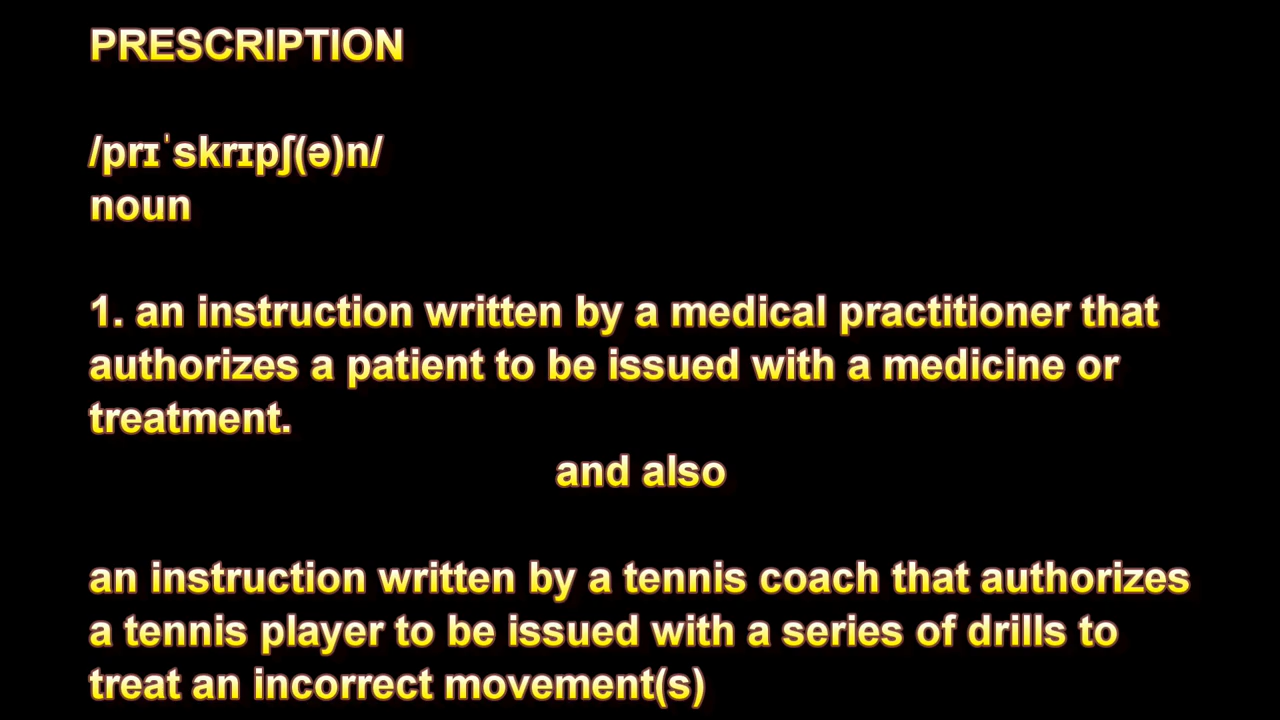 PRESCRIPTION
/prɪˈskrɪpʃ(ə)n/
noun
1. an instruction written by a medical practitioner that
authorizes a patient to be issued with a medicine or
treatment.
and also
an instruction written by a tennis coach that authorizes
a tennis player to be issued with a series of drills to
treat an incorrect movement(s)